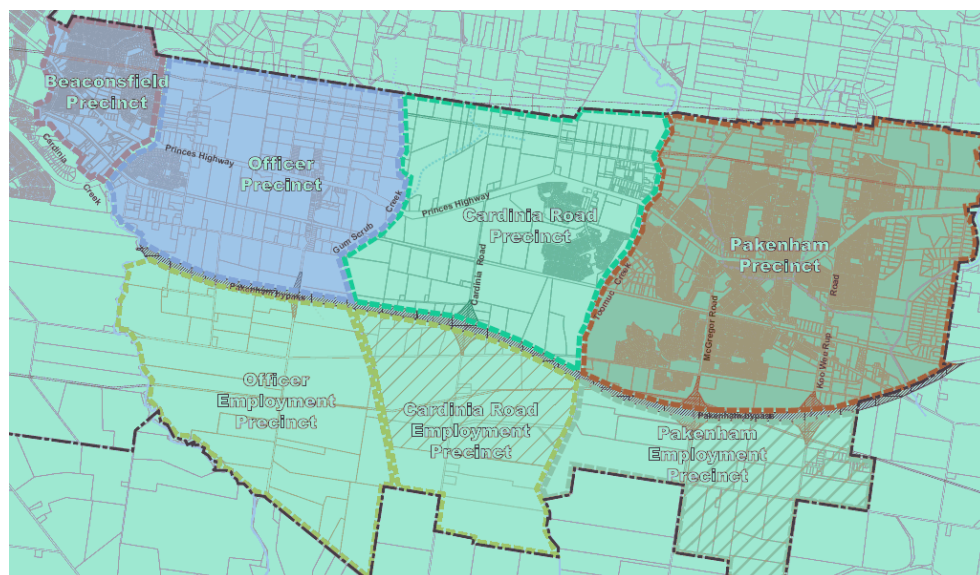 Beaconsfield
Precinct
Cardinia
Creek
Princes Highway
Officer
Precinct
Gum Scrub
Creek
Princes Highway
Cardinia Road
Precinct
Cardinia Road
Toomuc Creek
Pakenham
Precinct
McGregor Road
Koo Wee Rup
Road
Pakenham bypass
Pakenham bypass
Officer
Employment
Precinct
Cardinia Road
Employment
Precinct
Pakenham
Employment
Precinct